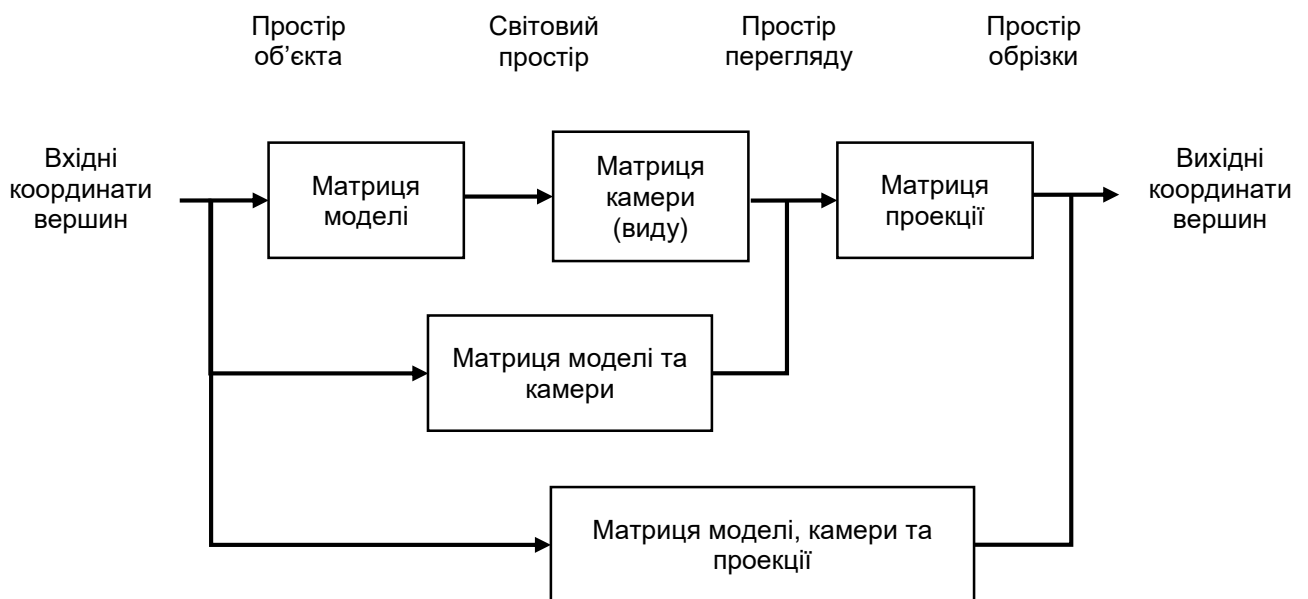 Простір
об’єкта
Світовий
простір
Простір
перегляду
Простір
обрізки
Вхідні
координати
вершин
Матриця
моделі
Матриця
камери
(виду)
Матриця
проекції
Вихідні
координати
вершин
Матриця моделі та
камери
Матриця моделі, камери та
проекції